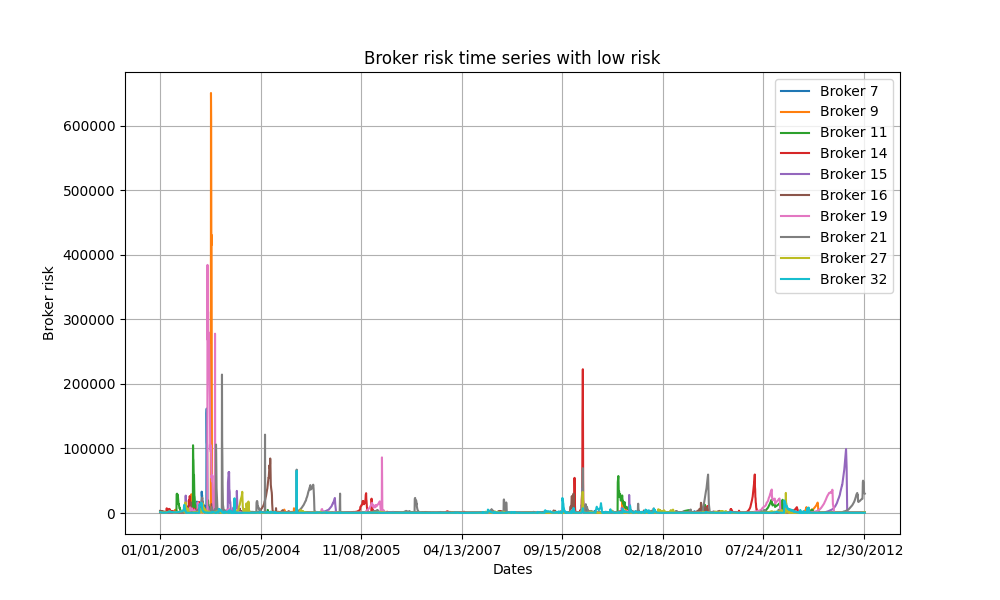 Broker risk time series with low risk
Broker risk
600000
500000
400000
300000
200000
100000
0
Broker 7
Broker 9
Broker 11
Broker 14
Broker 15
Broker 16
Broker 19
Broker 21
Broker 27
Broker 32
01/01/2003 06/05/2004 11/08/2005 04/13/2007 09/15/2008 02/18/2010 07/24/2011 12/30/2012
Dates